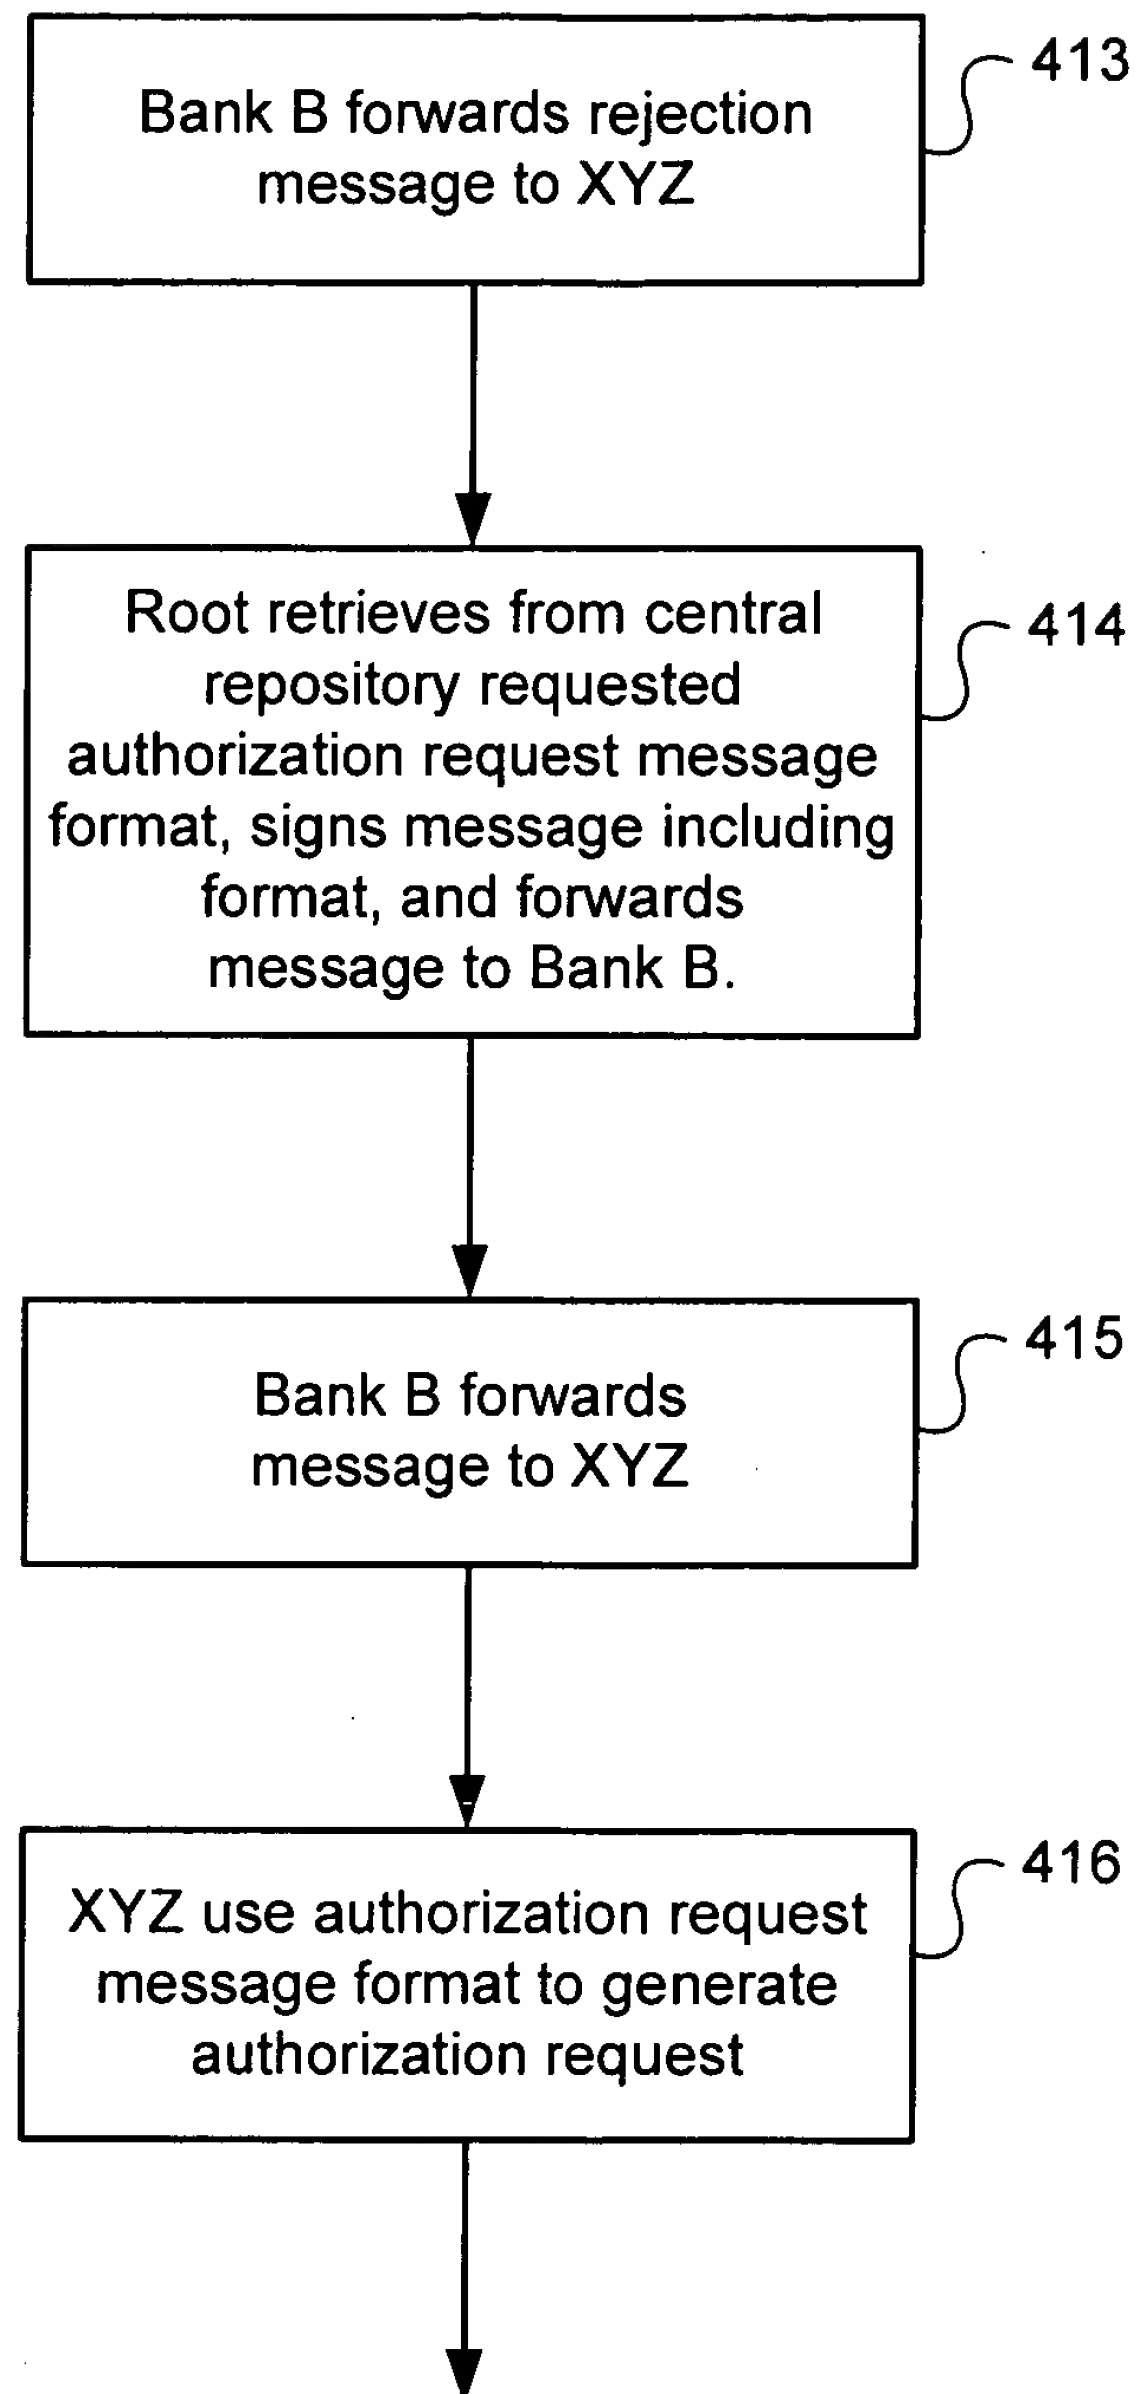 Bank B forwards rejection
message to XYZ
413
Root retrieves from central
repository requested
authorization request message
format, signs message including
format, and forwards
message to Bank B.
414
Bank B forwards
message to XYZ
415
XYZ use authorization request
message format to generate
authorization request
416